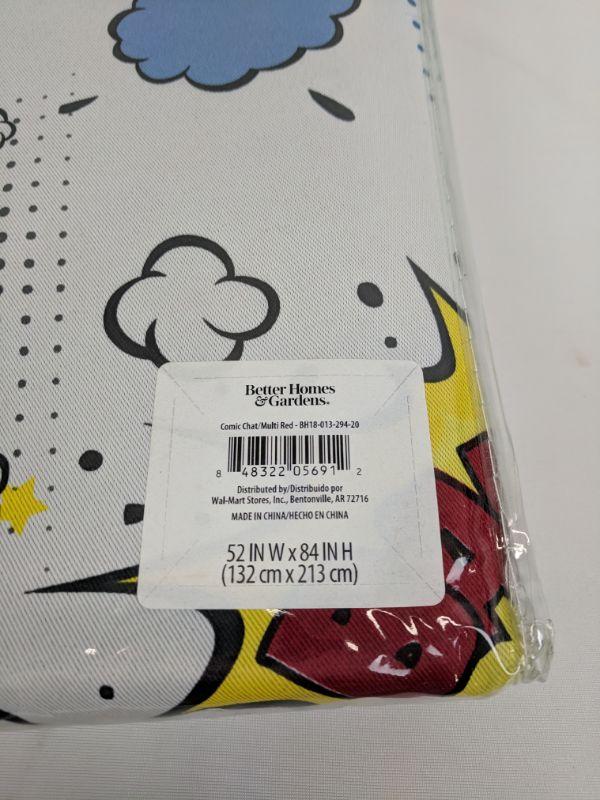 Better Homes
& Gardens®
Comic Chat/Multi Red - BH18-013-294-20
8 48322 05691 2
Distributed by/Distribuido por
Wal-Mart Stores, Inc., Bentonville, AR 72716
MADE IN CHINA/HECHO EN CHINA
52 IN W x 84 IN H
(132 cm x 213 cm)